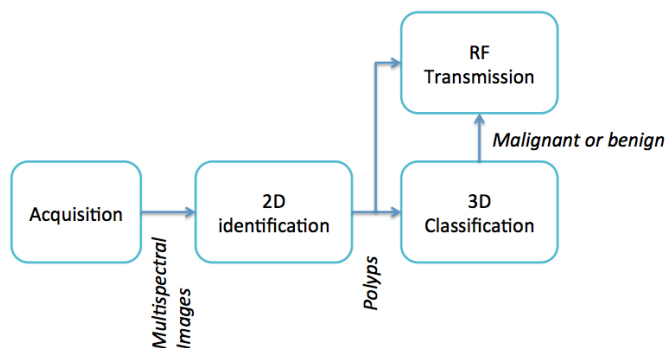 RF
Transmission
Malignant or benign
Acquisition
2D
identification
3D
Classification
Multispectral
Images
Polyps